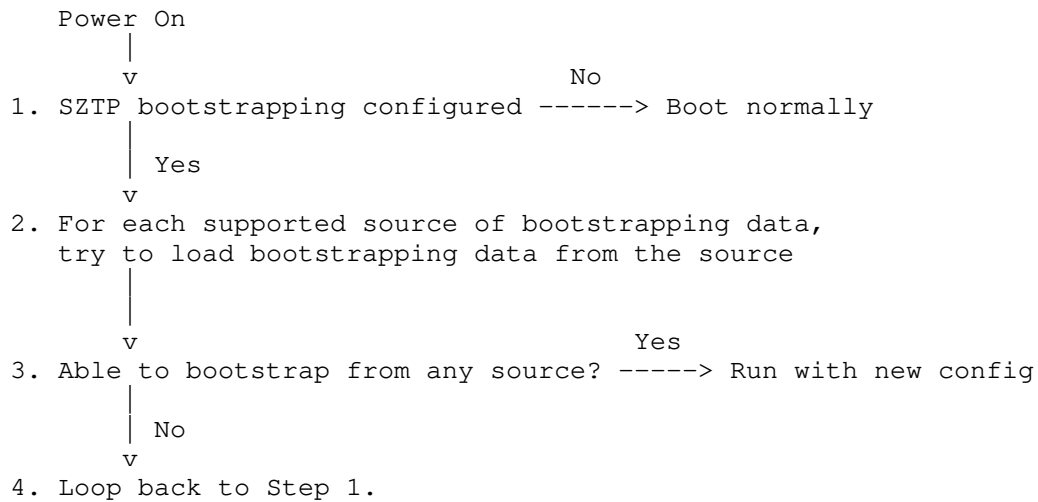 Power On
No
1. SZTP bootstrapping configured ------> Boot normally
Yes
2. For each supported source of bootstrapping data,
try to load bootstrapping data from the source
Yes
3. Able to bootstrap from any source? -----> Run with new config
No
4. Loop back to Step 1.